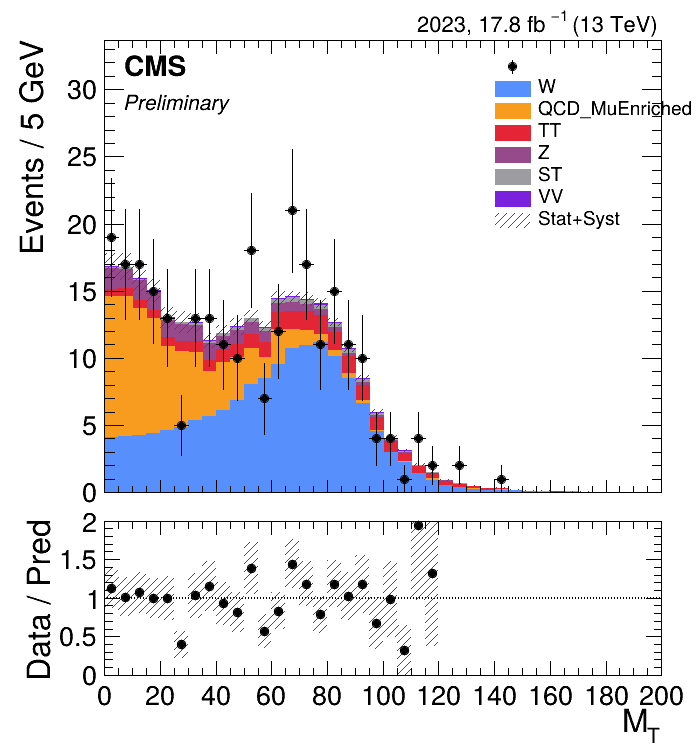 2023, 17.8 fb⁻¹ (13 TeV)
CMS
Preliminary
W
QCD_MuEnriched
TT
Z
ST
VV
Stat+Syst
Events / 5 GeV
30
25
20
15
10
5
0
Data / Pred
2
1.5
1
0.5
0
0 20 40 60 80 100 120 140 160 180 200
M_T